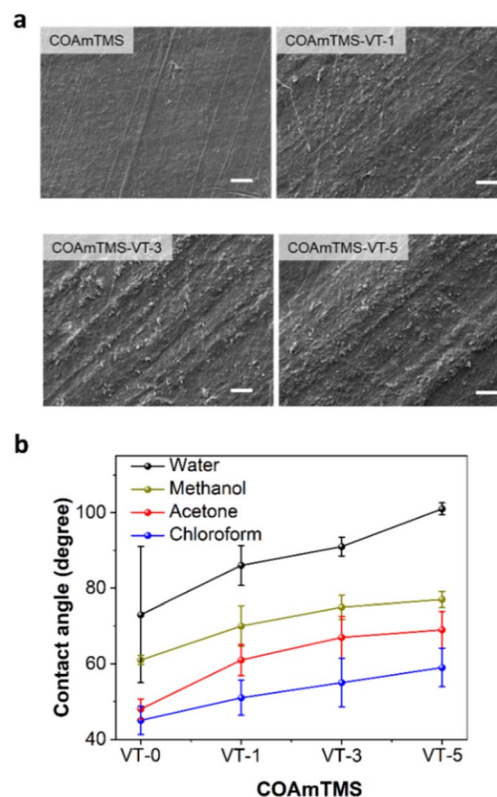 a
COAmTMS
COAmTMS-VT-1
COAmTMS-VT-3
COAmTMS-VT-5
b
Water
Methanol
Acetone
Chloroform
100
80
60
40
Contact angle (degree)
VT-0 VT-1 VT-3 VT-5
COAmTMS